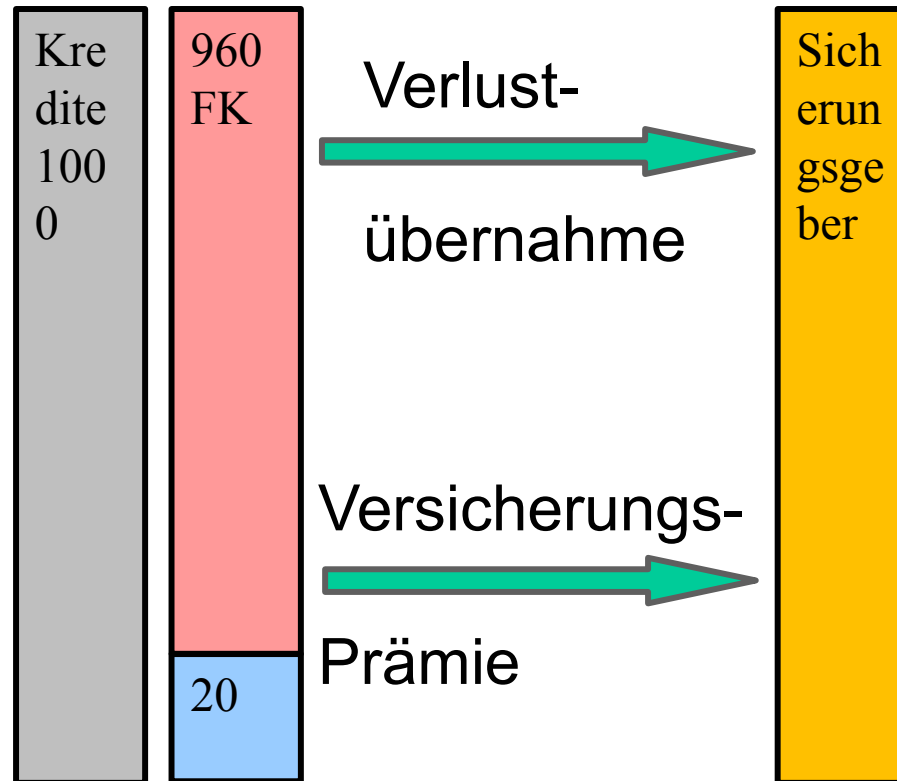 Kre
dite
100
0
960
FK
20
Verlust-
übernahme
Versicherungs-
Prämie
Sich
erun
gsge
ber